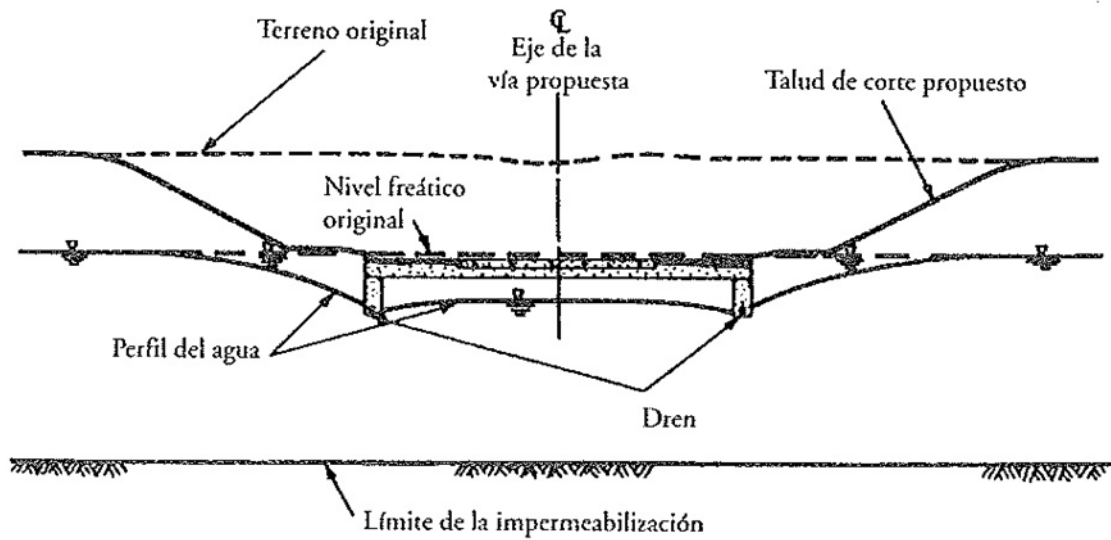 ℄
Terreno original
Eje de la
vía propuesta
Talud de corte propuesto
Nivel freático
original
Perfil del agua
Dren
Límite de la impermeabilización